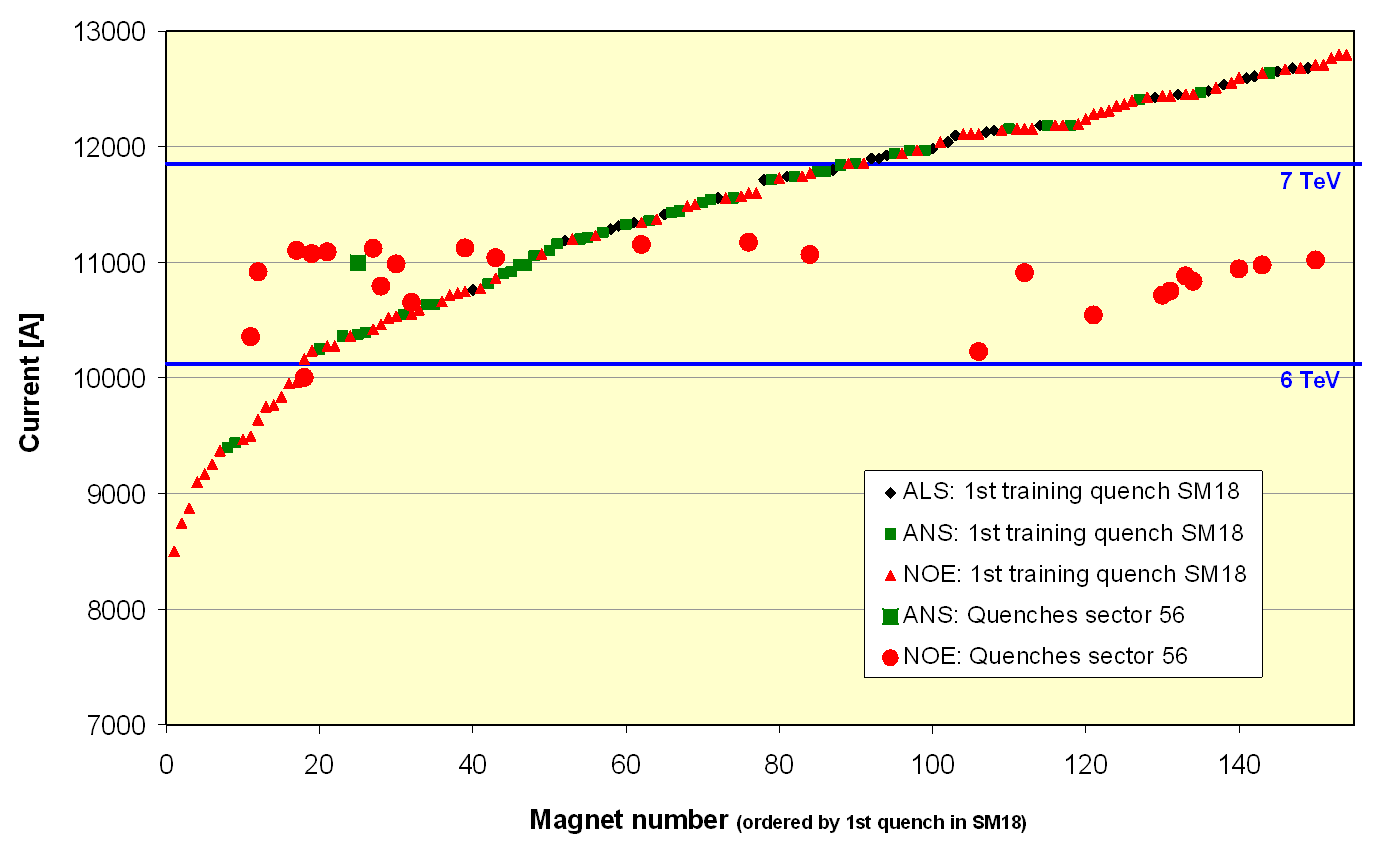 13000
12000
11000
10000
9000
8000
7000
Current [A]
7 TeV
6 TeV
ALS: 1st training quench SM18
ANS: 1st training quench SM18
NOE: 1st training quench SM18
ANS: Quenches sector 56
NOE: Quenches sector 56
0 20 40 60 80 100 120 140
Magnet number (ordered by 1st quench in SM18)